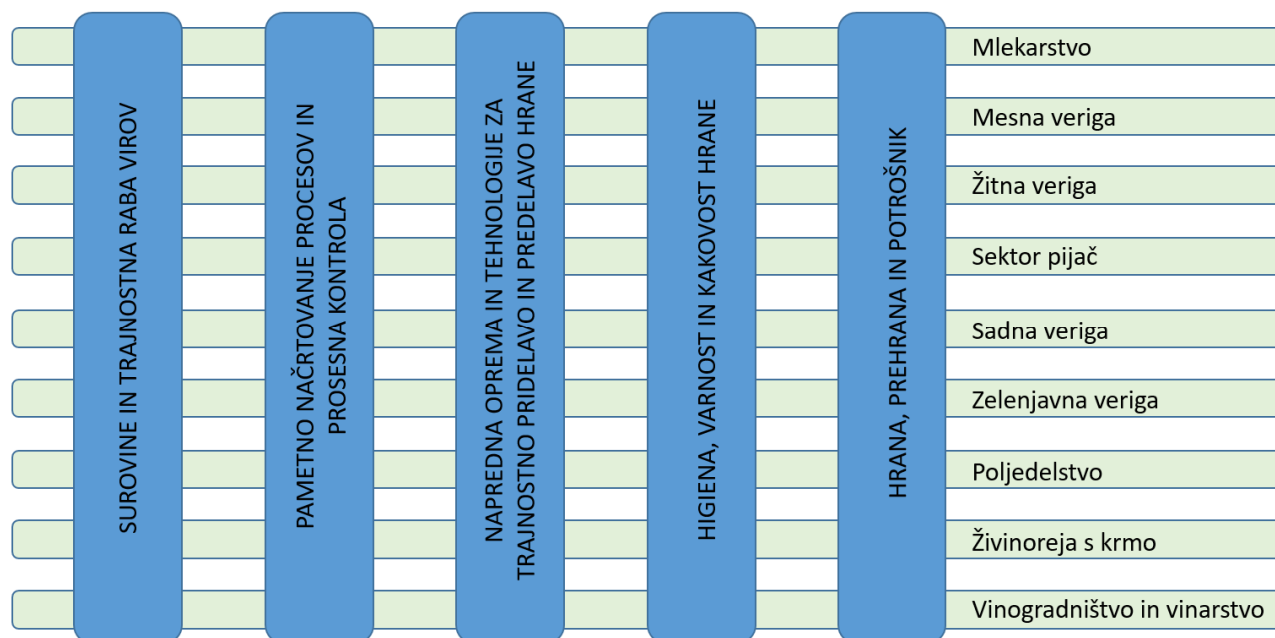 SUROVINE IN TRAJNOSTNA RABA VIROV
PAMETNO NAČRTOVANJE PROCESOV IN
PROSESNA KONTROLA
NAPREDNA OPREMA IN TEHNOLOGIJE ZA
TRAJNOSTNO PRIDELAVO IN PREDELAVO HRANE
HIGIENA, VARNOST IN KAKOVOST HRANE
HRANA, PREHRANA IN POTROŠNIK
Mlekarstvo
Mesna veriga
Žitna veriga
Sektor pijač
Sadna veriga
Zelenjavna veriga
Poljedelstvo
Živinoreja s krmo
Vinogradništvo in vinarstvo